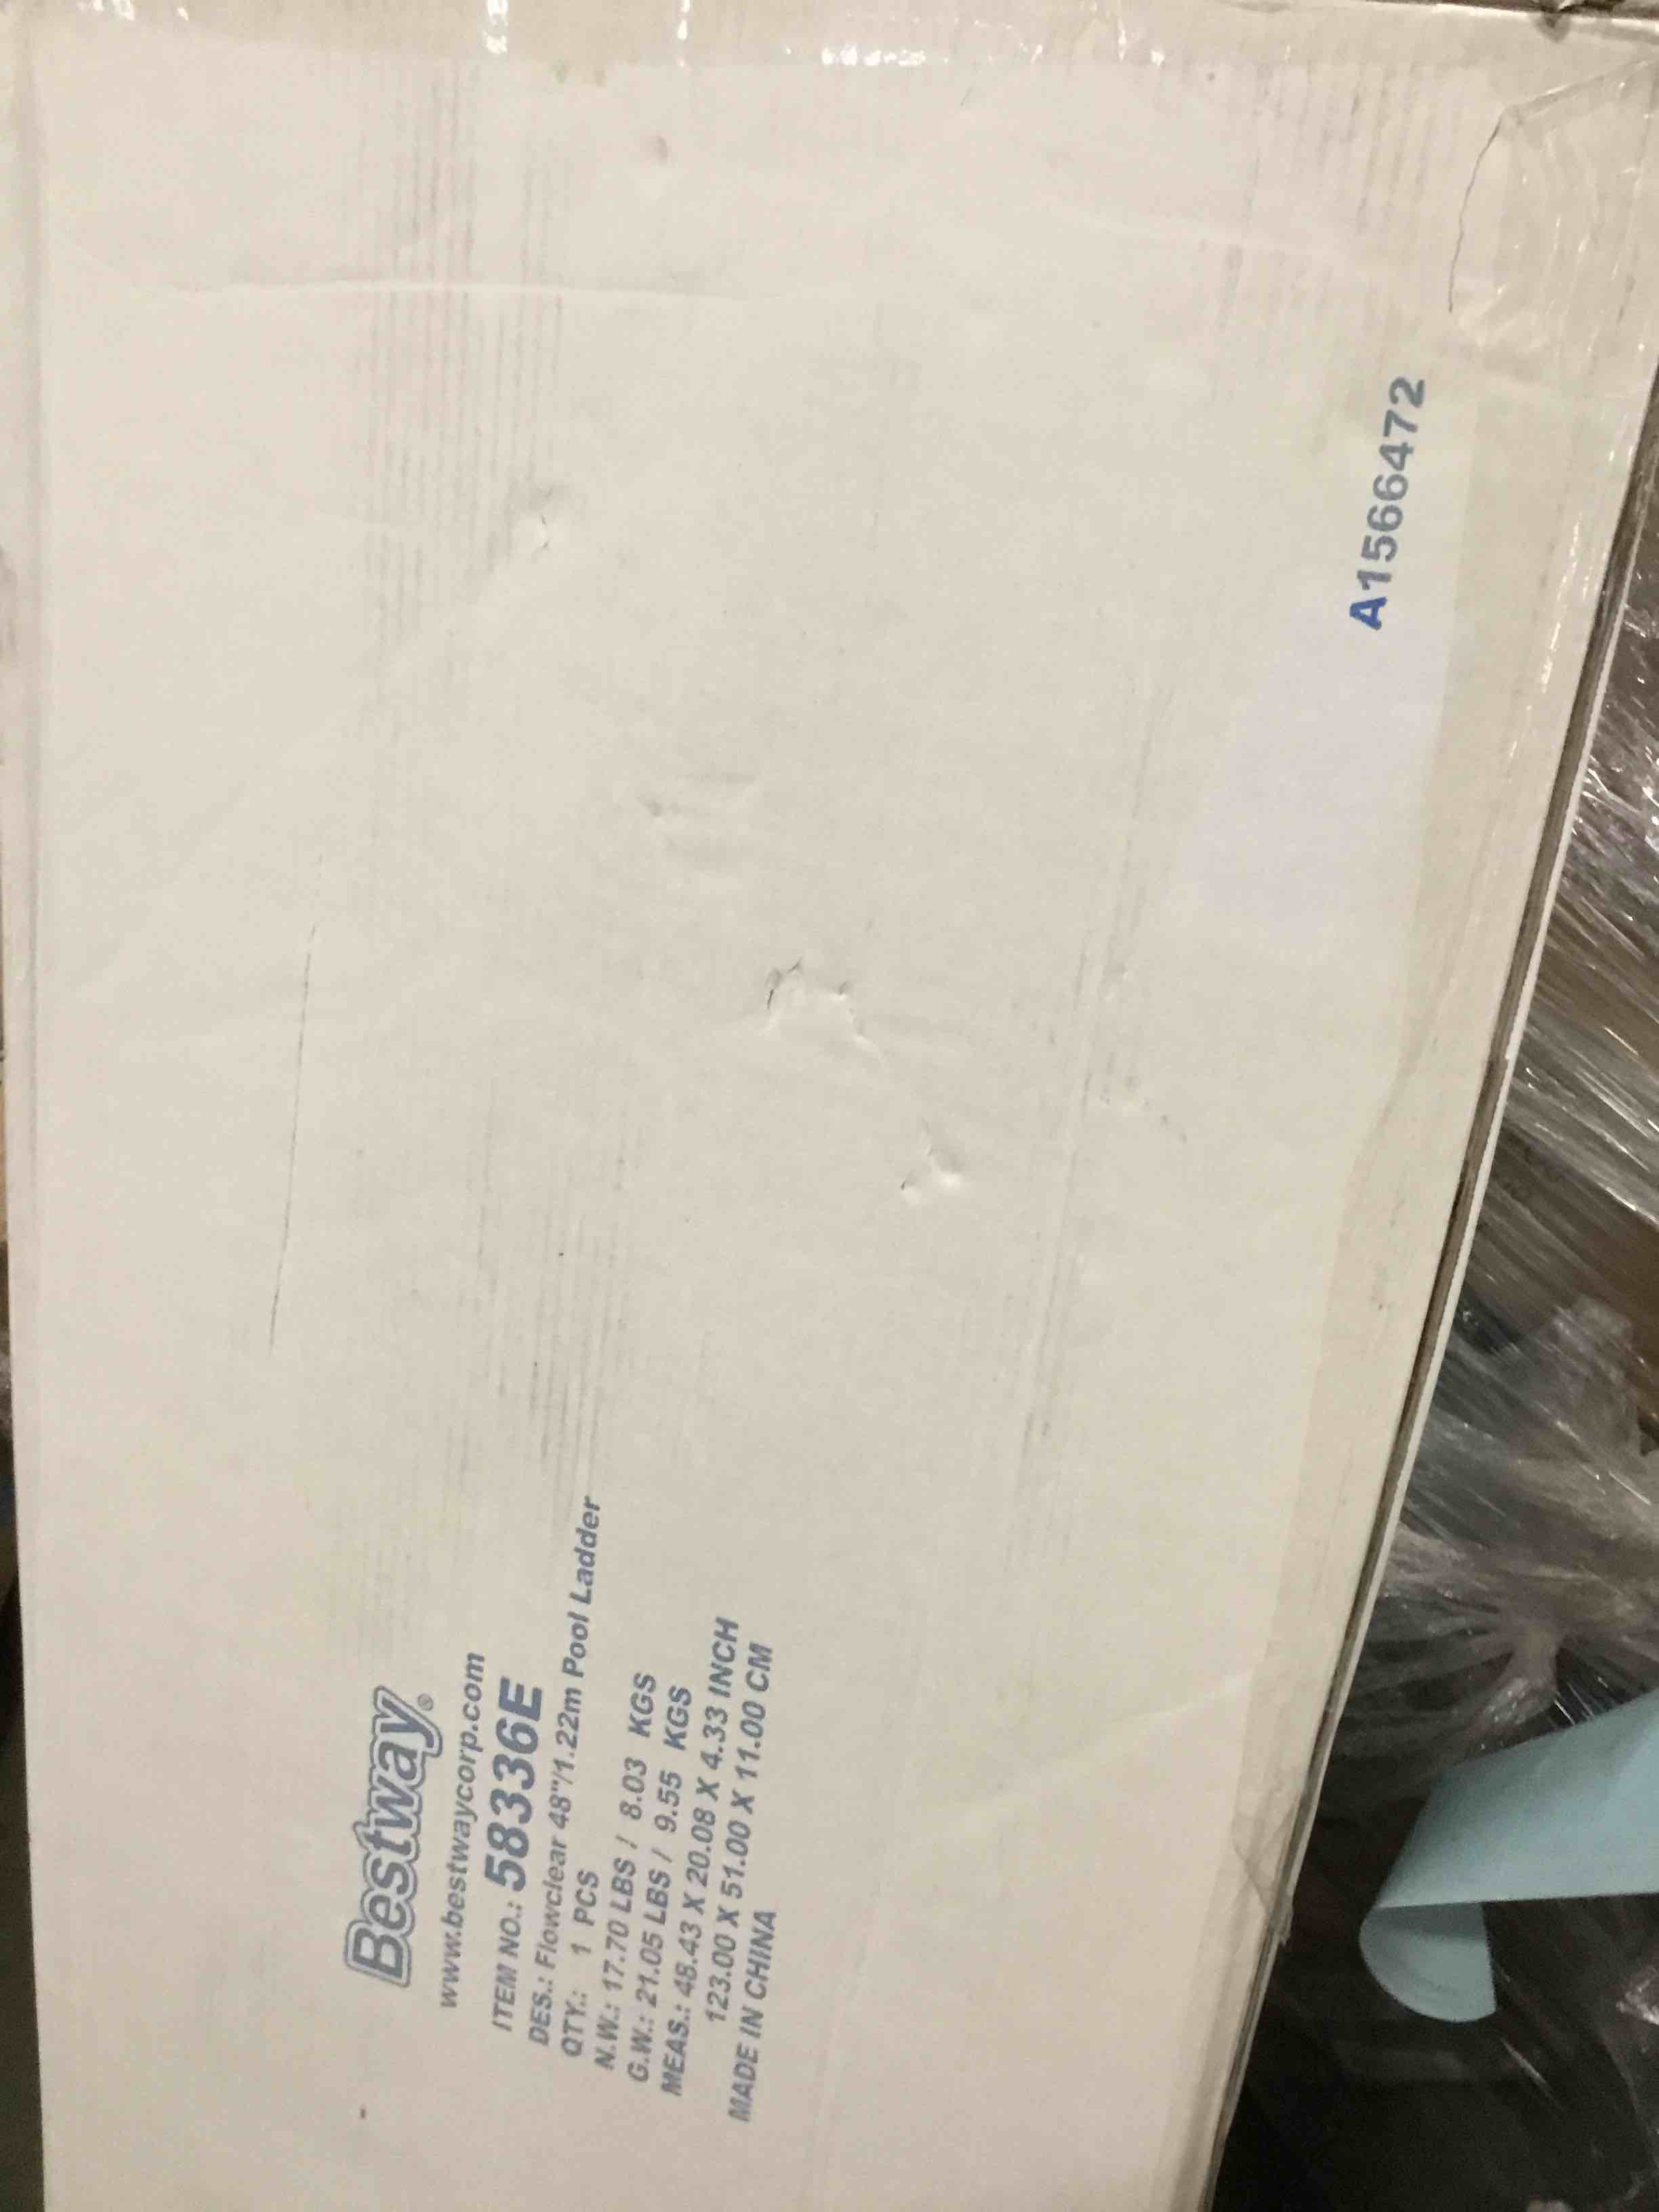 Bestway®
www.bestwaycorp.com
ITEM NO.: 58336E
DES.: Flowclear 48"/1.22m Pool Ladder
QTY.: 1 PCS
N.W.: 17.70 LBS / 8.03 KGS
G.W.: 21.05 LBS / 9.55 KGS
MEAS.: 48.43 X 20.08 X 4.33 INCH
123.00 X 51.00 X 11.00 CM
MADE IN CHINA
A1566472